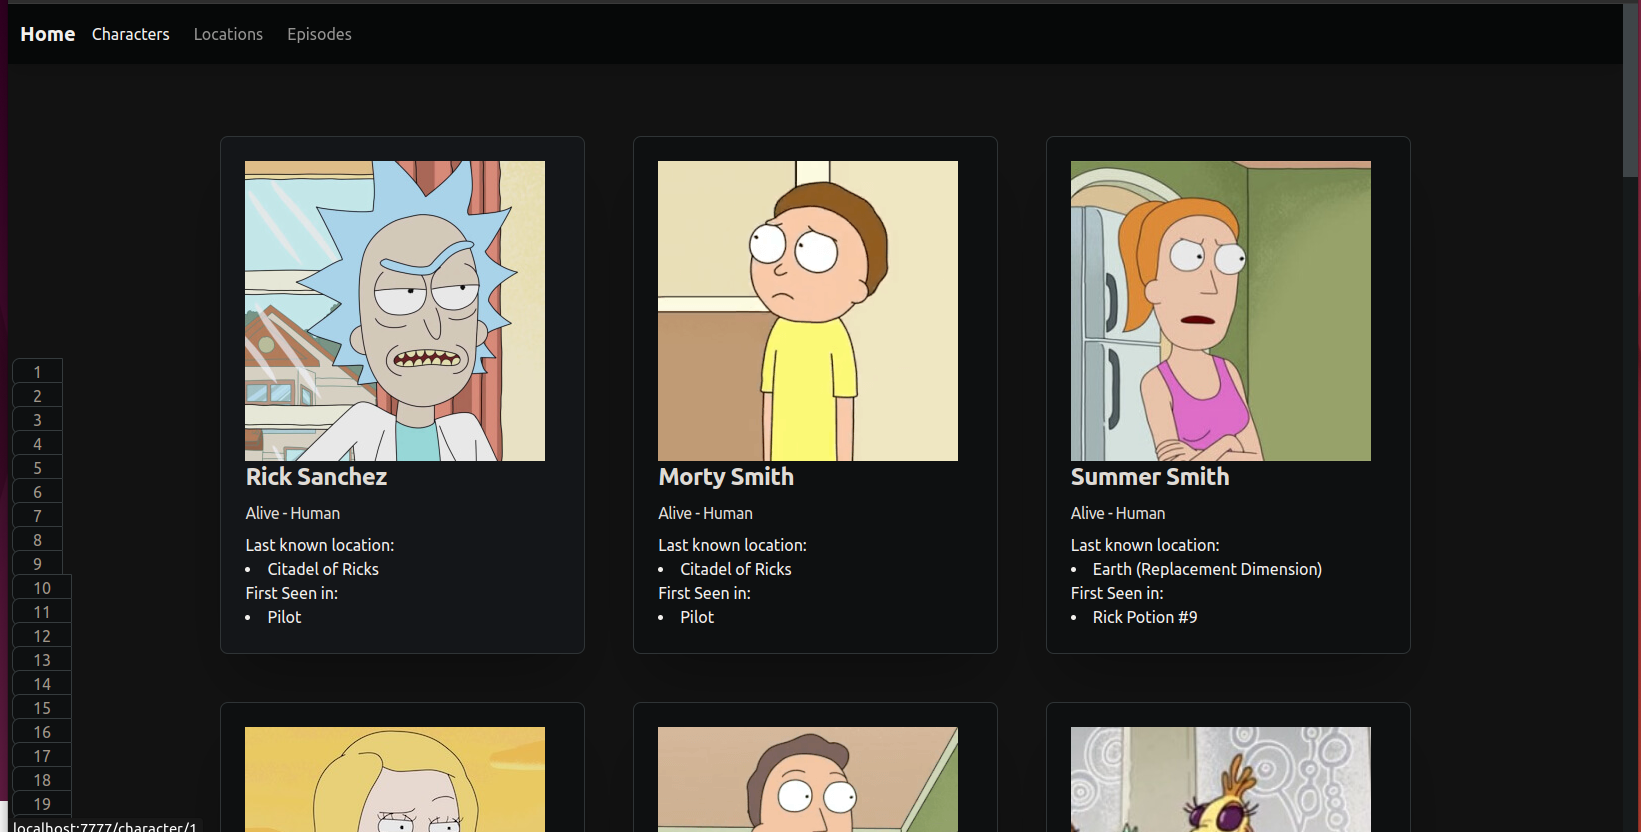 Home Characters Locations Episodes
Rick Sanchez
Alive - Human
Last known location:
• Citadel of Ricks
First Seen in:
• Pilot
Morty Smith
Alive - Human
Last known location:
• Citadel of Ricks
First Seen in:
• Pilot
Summer Smith
Alive - Human
Last known location:
• Earth (Replacement Dimension)
First Seen in:
• Rick Potion #9
1
2
3
4
5
6
7
8
9
10
11
12
13
14
15
16
17
18
19
localhost:7777/character/1